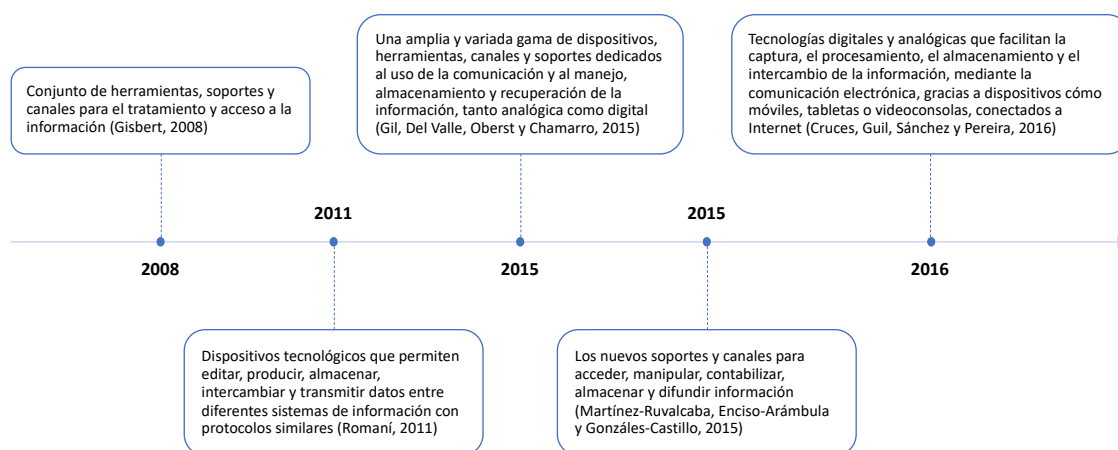 Conjunto de herramientas, soportes y
canales para el tratamiento y acceso a la
información (Gisbert, 2008)
Una amplia y variada gama de dispositivos,
herramientas, canales y soportes dedicados
al uso de la comunicación y al manejo,
almacenamiento y recuperación de la
información, tanto analógica como digital
(Gil, Del Valle, Oberst y Chamarro, 2015)
Tecnologías digitales y analógicas que facilitan la
captura, el procesamiento, el almacenamiento y el
intercambio de la información, mediante la
comunicación electrónica, gracias a dispositivos cómo
móviles, tabletas o videoconsolas, conectados a
Internet (Cruces, Guil, Sánchez y Pereira, 2016)
2011
2015
2008
2015
2016
Dispositivos tecnológicos que permiten
editar, producir, almacenar,
intercambiar y transmitir datos entre
diferentes sistemas de información con
protocolos similares (Romaní, 2011)
Los nuevos soportes y canales para
acceder, manipular, contabilizar,
almacenar y difundir información
(Martínez-Ruvalcaba, Enciso-Arámbula
y Gonzáles-Castillo, 2015)